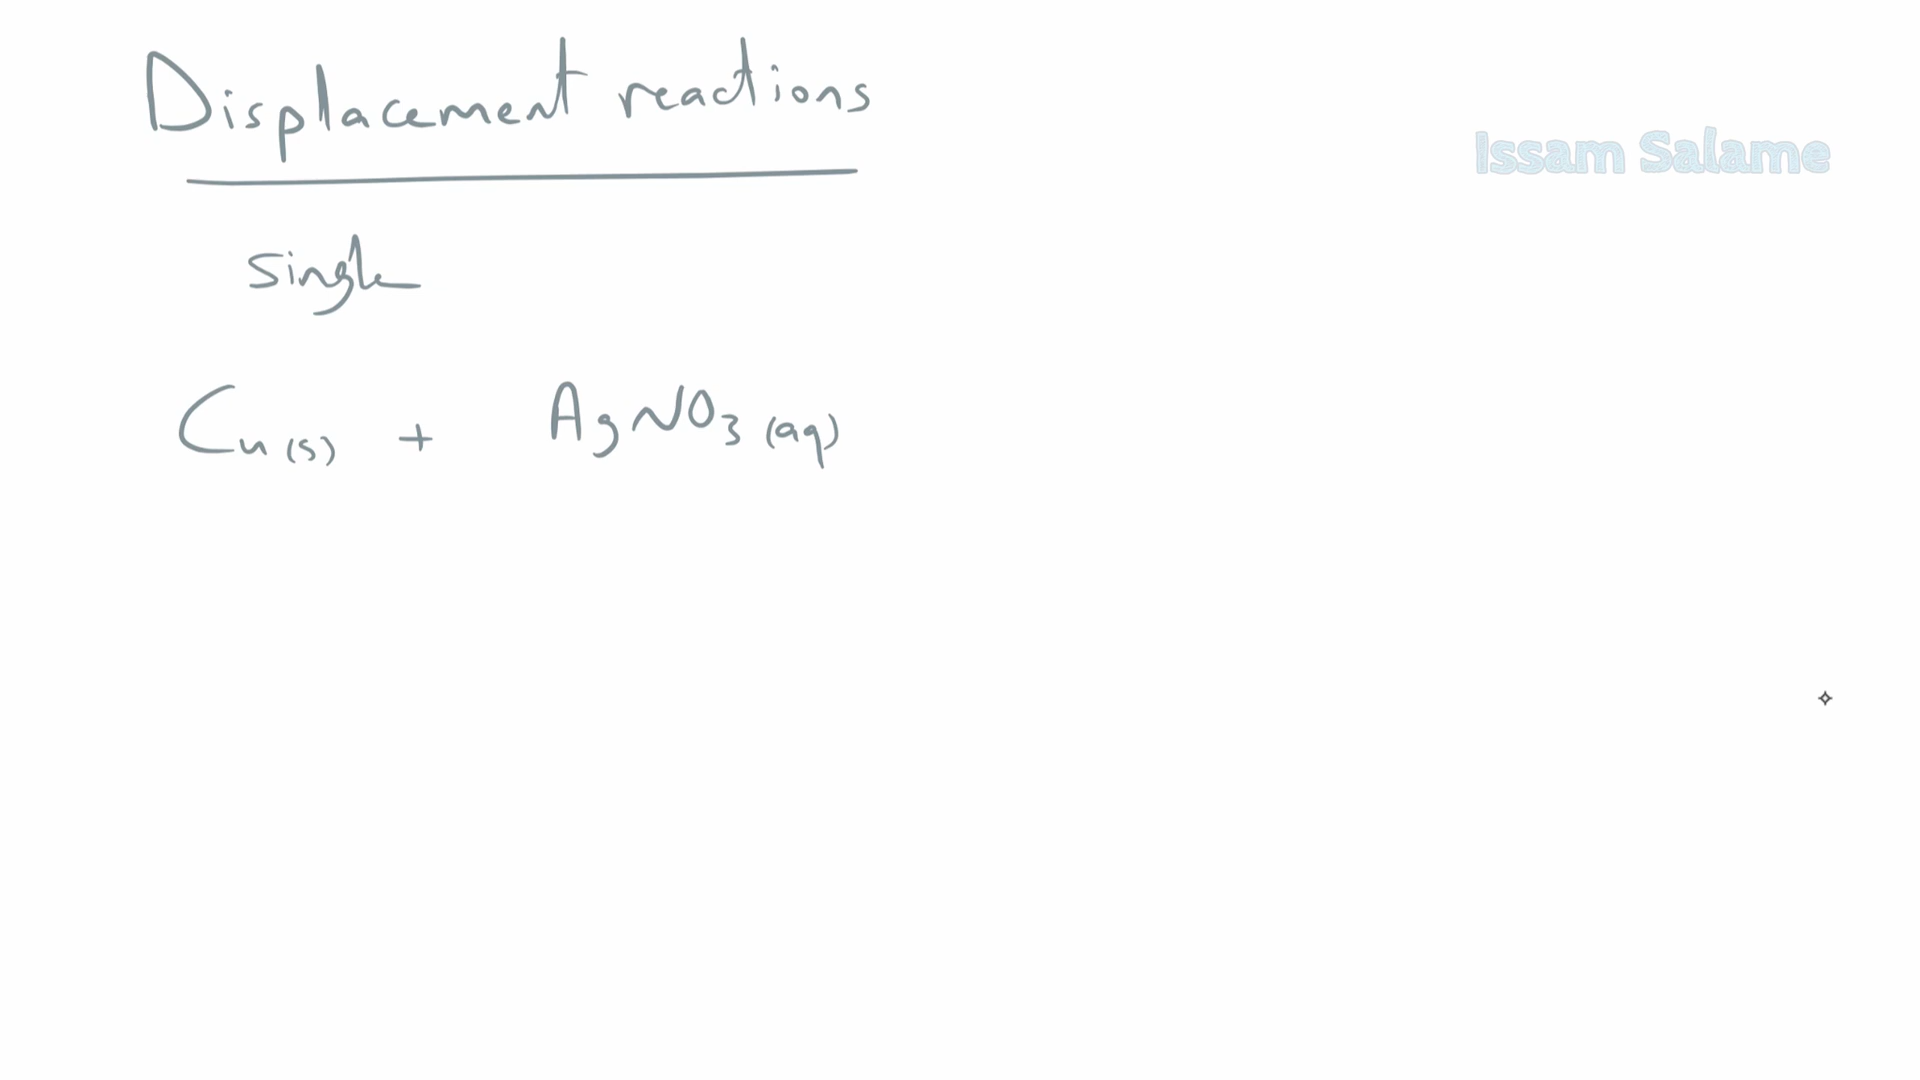 Displacement reactions
Issam Salame
single
Cu(s) + AgNO3(aq)